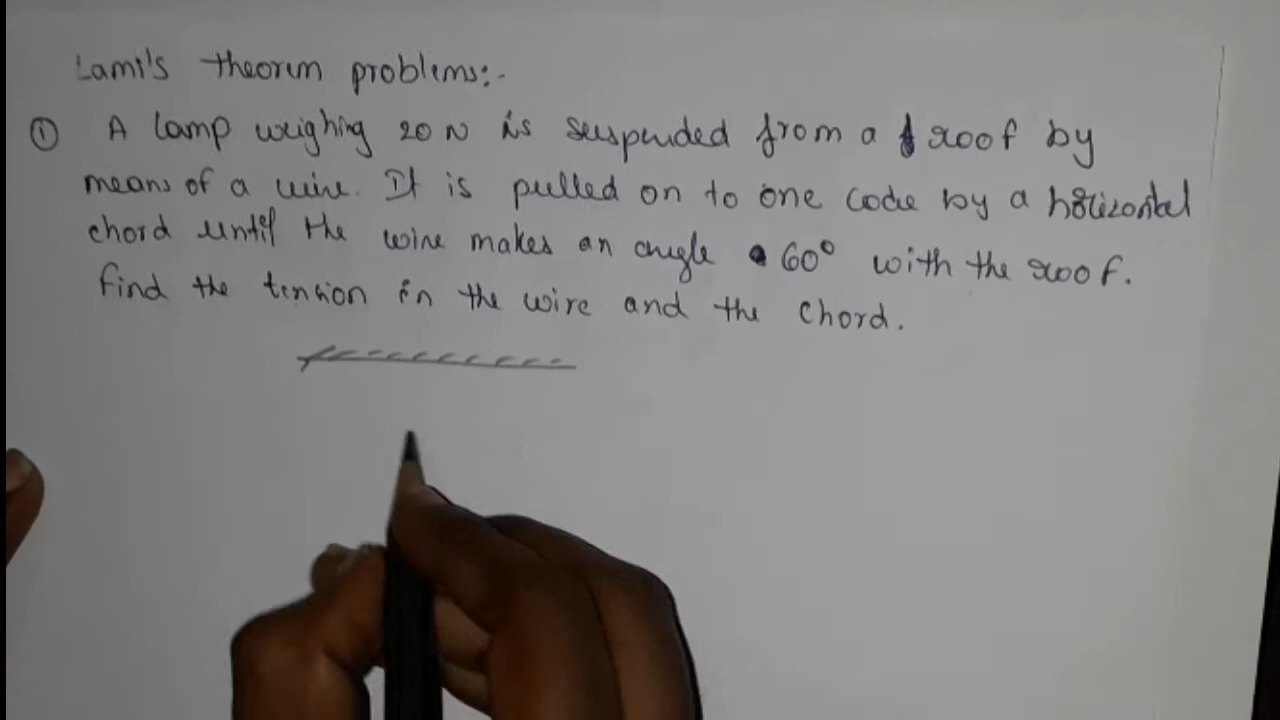 Lami's theorem problems:-
① A lamp weighing 20 N is suspended from a roof by
means of a wire. It is pulled on to one code by a horizontal
chord until the wire makes an angle 60° with the roof.
find the tension in the wire and the chord.